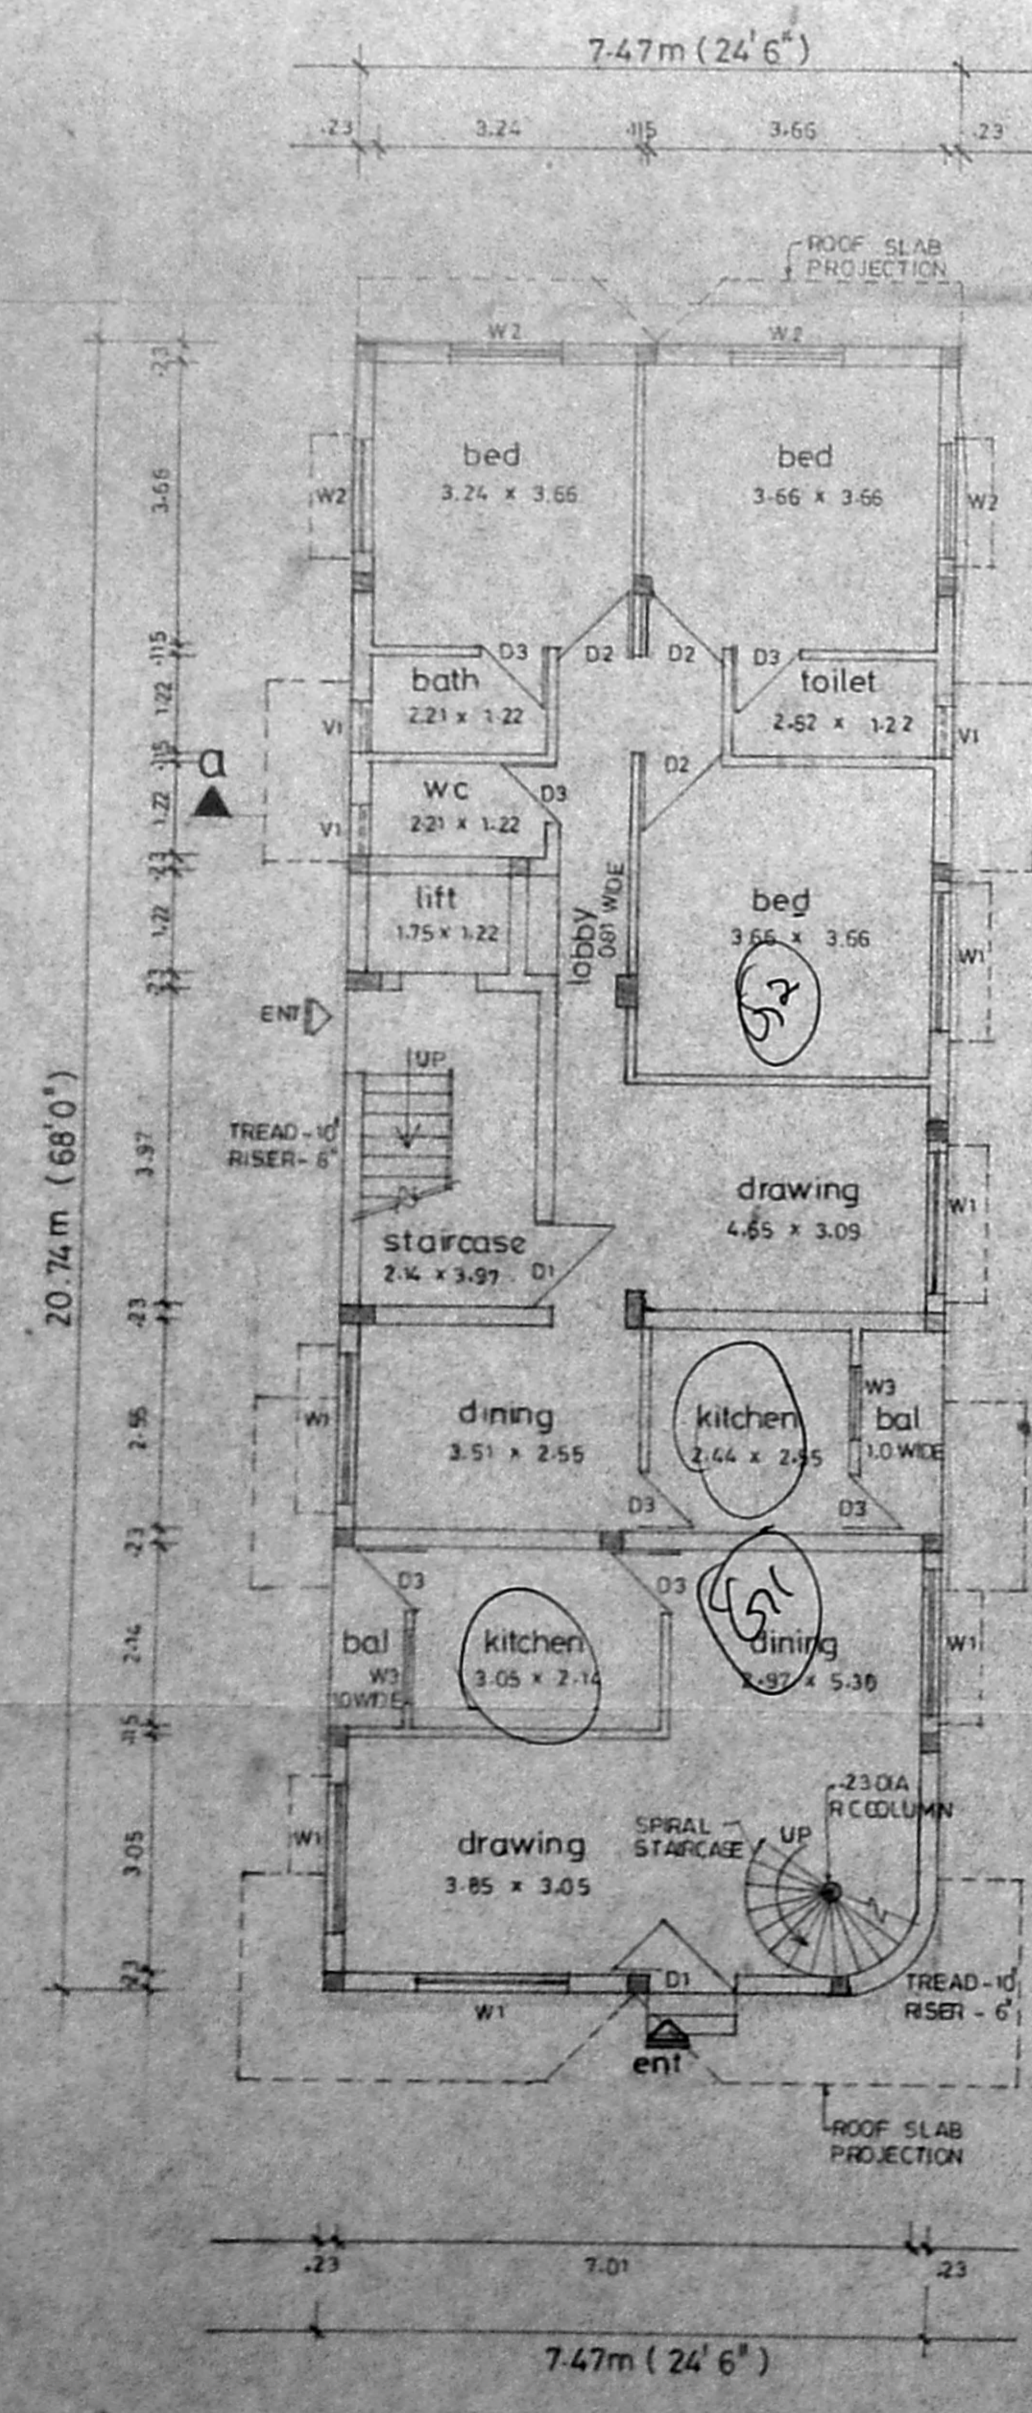 7.47m (24'6")
.23 3.24 .115 3.66 .23
ROOF SLAB
PROJECTION
W2 W2
.23
bed bed
3.24 x 3.66 3.66 x 3.66
W2 W2
3.66
D3 D2 D2 D3
.115
bath toilet
2.21 x 1.22 2.52 x 1.22
1.22
V1 V1
D2
.115
a
WC D3
2.21 x 1.22
1.22
V1
.23
lift bed
1.75 x 1.22 3.66 x 3.66
1.22
lobby
0.81 WIDE
W1
G2
.23
ENT
UP
20.74m (68'0")
TREAD-10"
RISER-6"
3.97
drawing
4.65 x 3.09
W1
staircase
2.14 x 3.97 D1
.23
dining kitchen W3 bal
3.51 x 2.55 2.44 x 2.55 1.0 WIDE
W1
2.55
D3 D3
.23
D3 D3
G1
bal kitchen dining
W3 3.05 x 2.14 2.97 x 5.30
1.0 WIDE
W1
2.14
.115
.23 DIA
R C COLUMN
SPIRAL
STAIRCASE
UP
W1
drawing
3.85 x 3.05
3.05
.23
D1
W1
TREAD-10"
RISER - 6"
ent
ROOF SLAB
PROJECTION
.23 7.01 .23
7.47m (24'6")